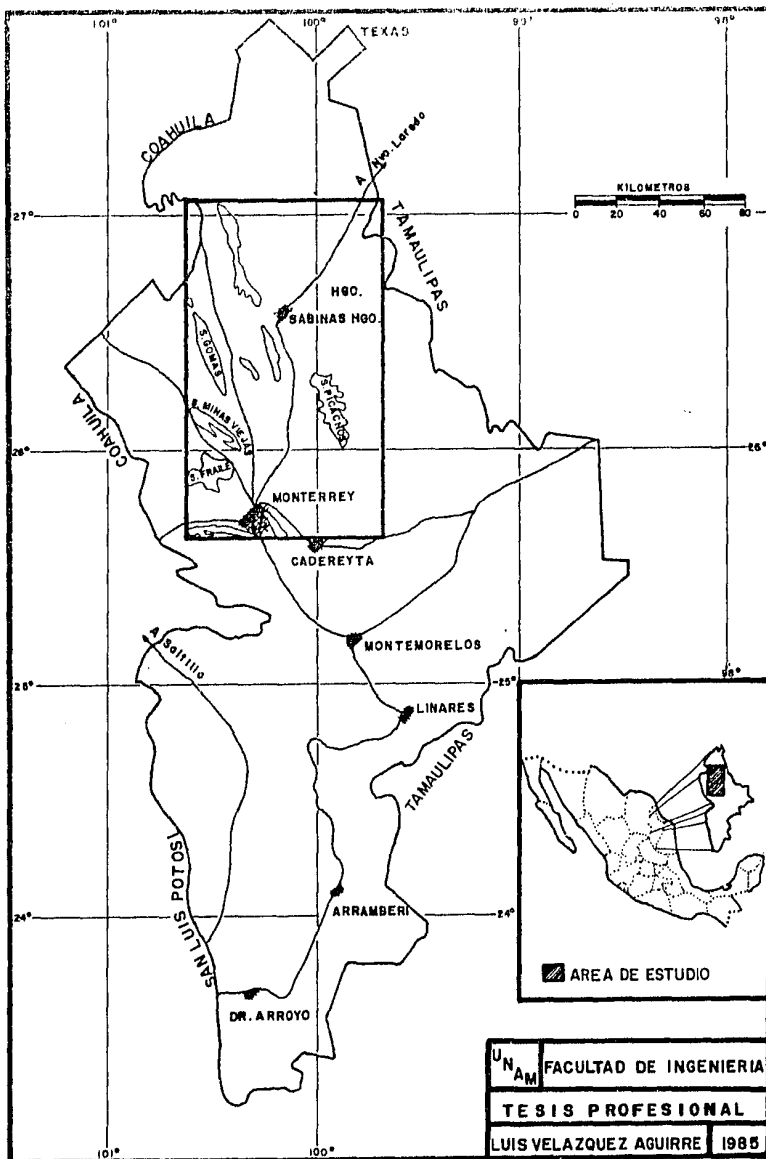 101°
100°
99°
98°
TEXAS
COAHUILA
A Nvo. Laredo
KILOMETROS
0 20 40 60 80
27°
TAMAULIPAS
HGO.
SABINAS HGO.
S. GOMAS
S. PICACHOS
S. MINAS VIEJAS
COAHUILA
26°
26°
S. FRAILE
MONTERREY
CADEREYTA
A Saltillo
MONTEMORELOS
25°
25°
98°
LINARES
TAMAULIPAS
SAN LUIS POTOSI
24°
24°
ARRAMBERI
AREA DE ESTUDIO
DR. ARROYO
UNAM
FACULTAD DE INGENIERIA
TESIS PROFESIONAL
LUIS VELAZQUEZ AGUIRRE
1985
101°
100°